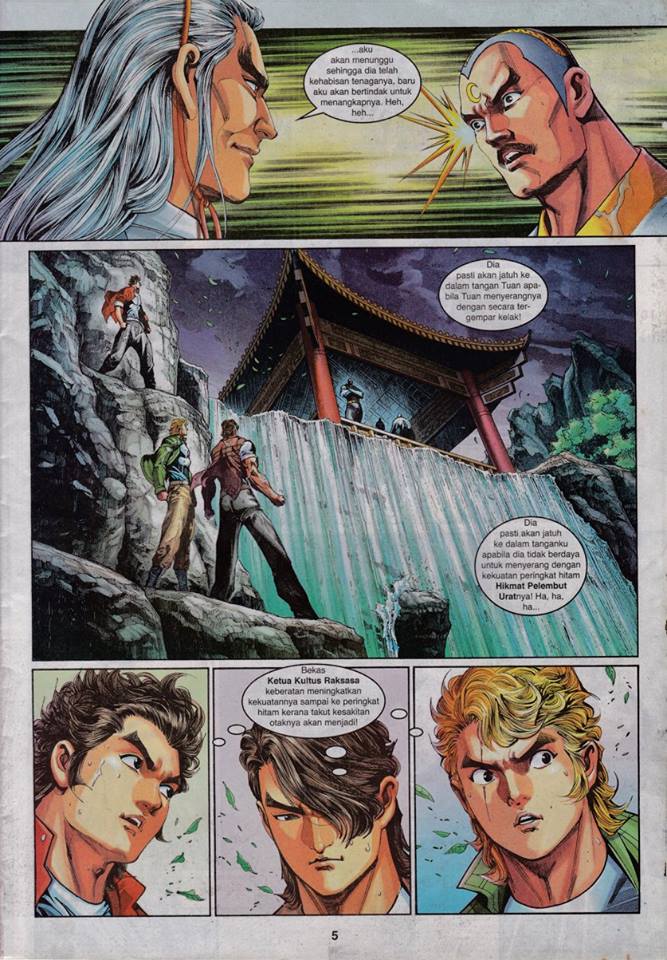 ...aku
akan menunggu
sehingga dia telah
kehabisan tenaganya, baru
aku akan bertindak untuk
menangkapnya. Heh,
heh...
Dia
pasti akan jatuh ke
dalam tangan Tuan apa-
bila Tuan menyerangnya
dengan secara ter-
gempar kelak!
Dia
pasti akan jatuh
ke dalam tanganku
apabila dia tidak berdaya
untuk menyerang dengan
kekuatan peringkat hitam
Hikmat Pelembut
Uratnya! Ha, ha,
ha...
Bekas
Ketua Kultus Raksasa
keberatan meningkatkan
kekuatannya sampai ke peringkat
hitam kerana takut kesakitan
otaknya akan menjadi!
5